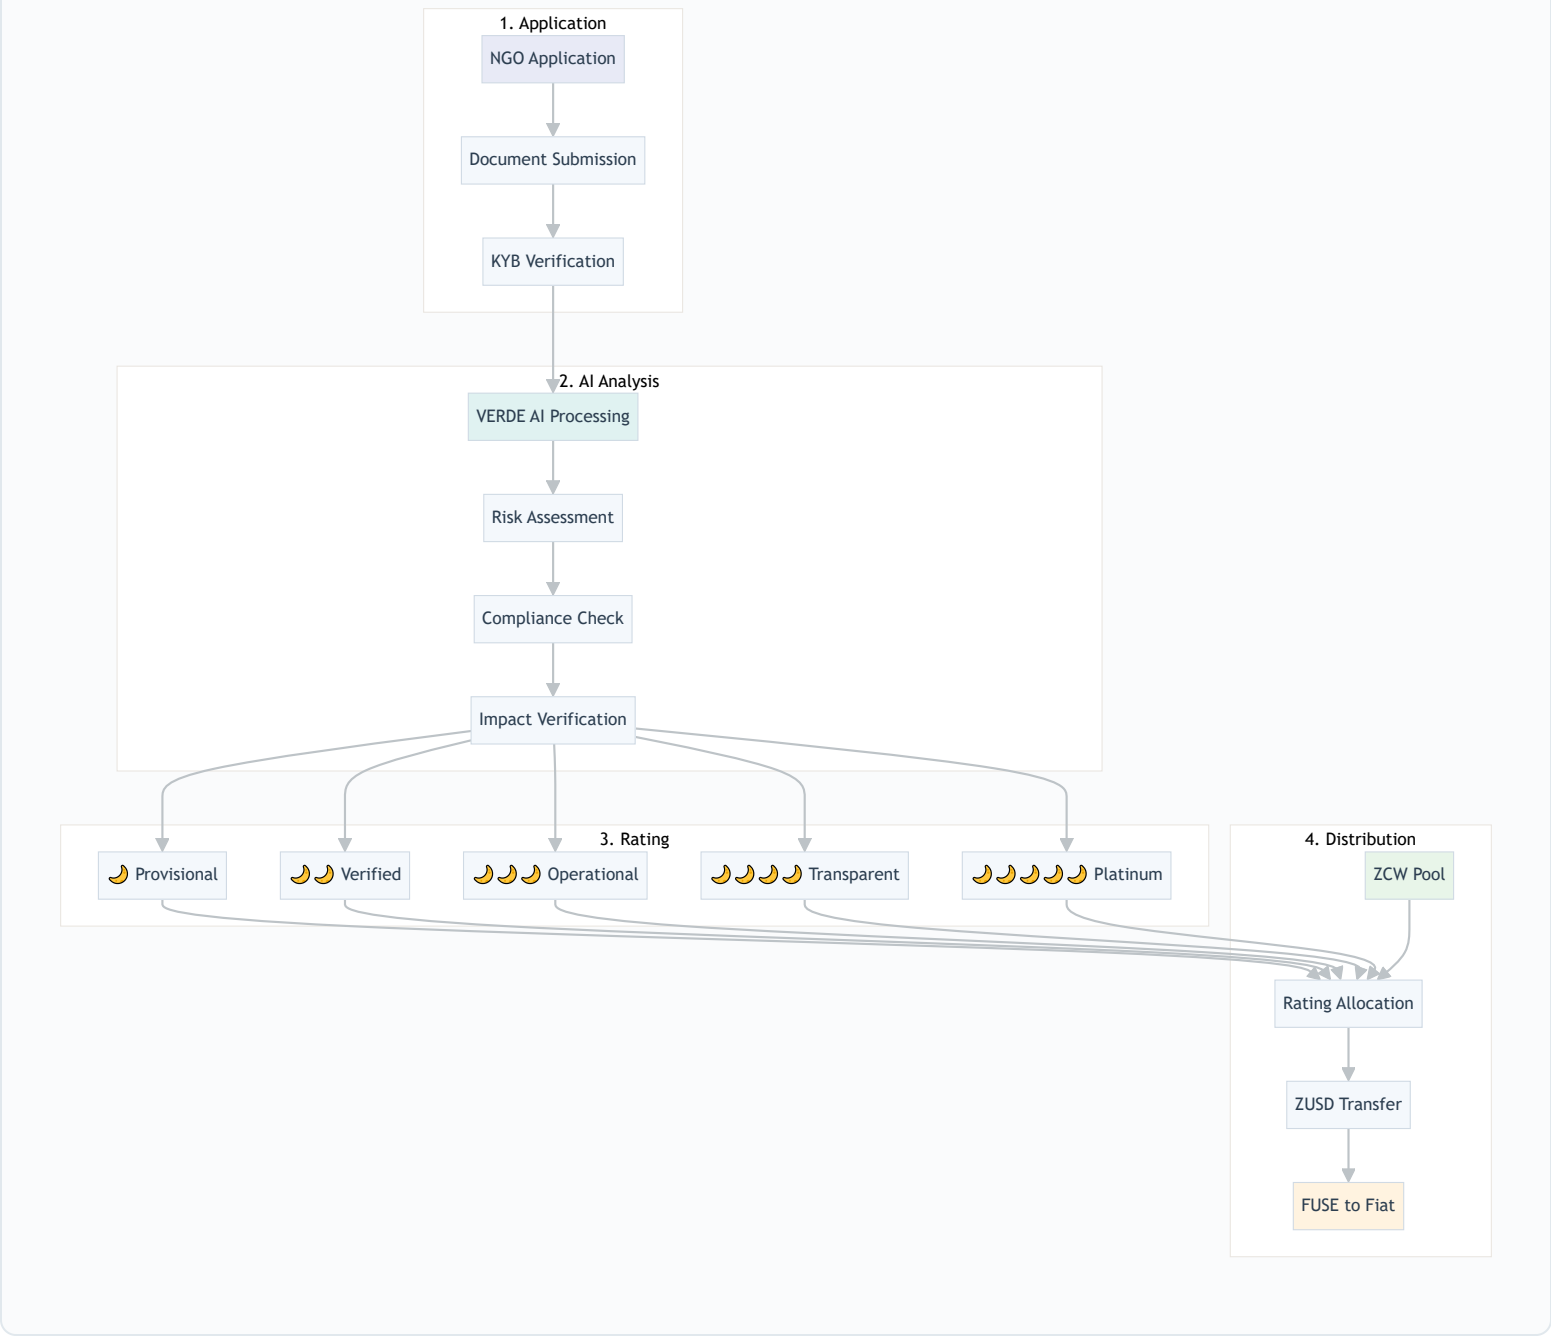 1. Application
NGO Application
Document Submission
KYB Verification
2. AI Analysis
VERDE AI Processing
Risk Assessment
Compliance Check
Impact Verification
3. Rating
🌙 Provisional
🌙🌙 Verified
🌙🌙🌙 Operational
🌙🌙🌙🌙 Transparent
🌙🌙🌙🌙🌙 Platinum
4. Distribution
ZCW Pool
Rating Allocation
ZUSD Transfer
FUSE to Fiat